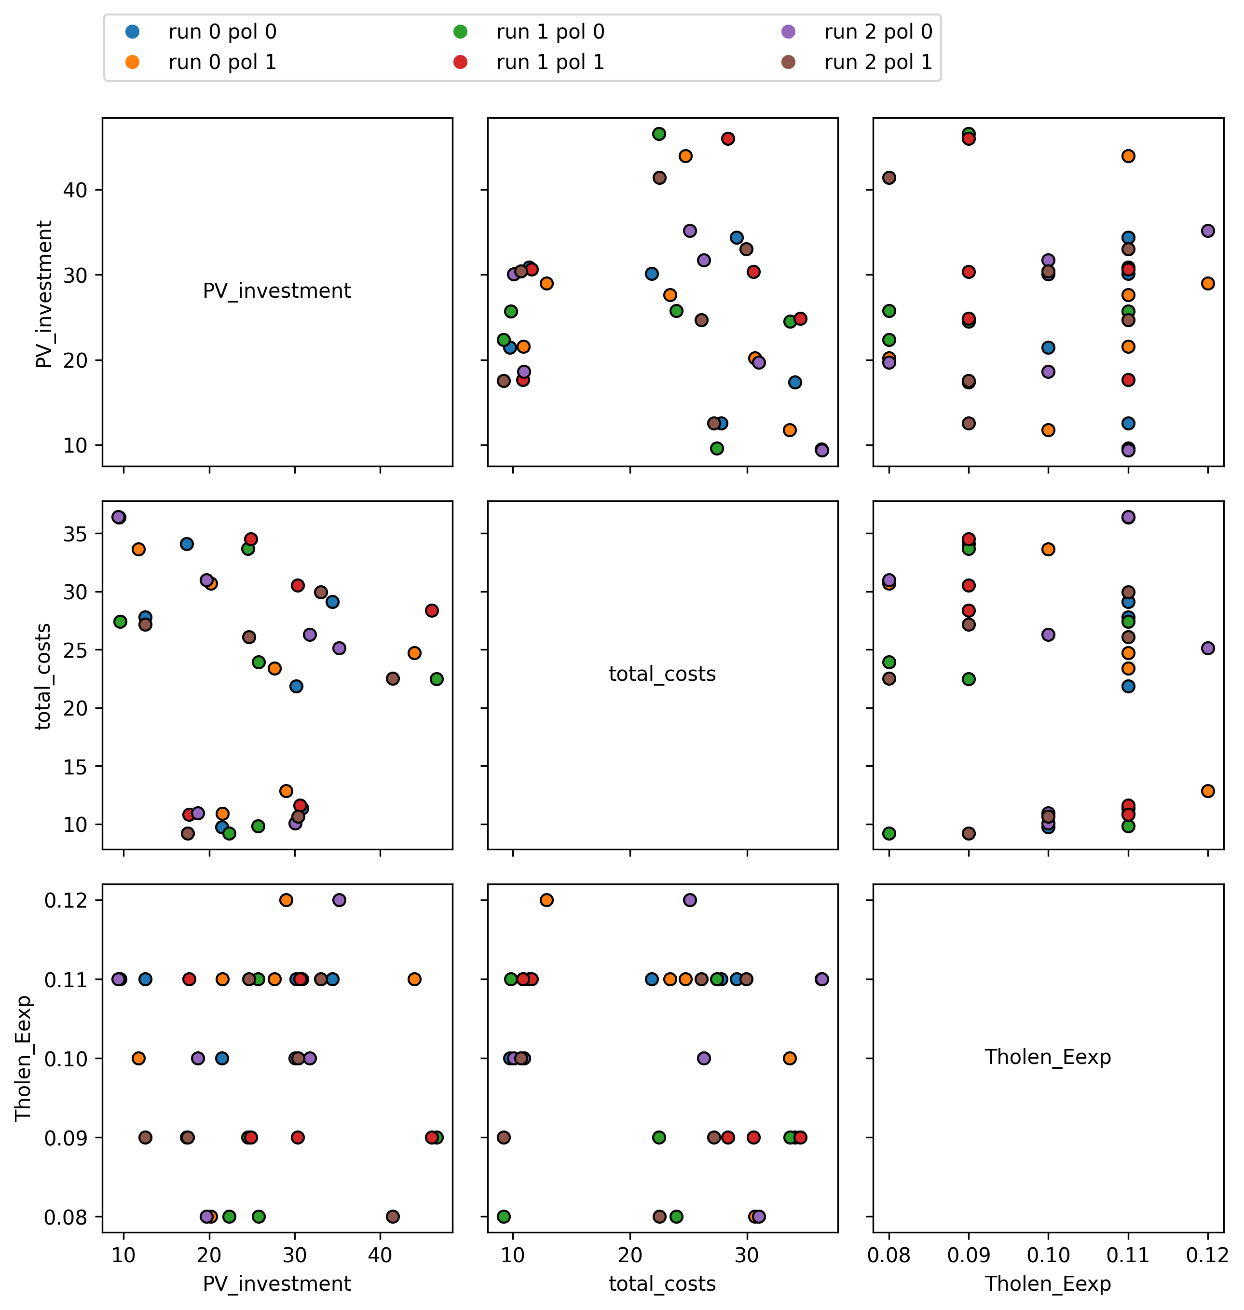 run 0 pol 0 run 1 pol 0 run 2 pol 0
run 0 pol 1 run 1 pol 1 run 2 pol 1
PV_investment
40
30
20
10
PV_investment
10 20 30 40
10 20 30
0.08 0.09 0.10 0.11 0.12
total_costs
35
30
25
20
15
10
total_costs
Tholen_Eexp
0.12
0.11
0.10
0.09
0.08
Tholen_Eexp
PV_investment total_costs Tholen_Eexp